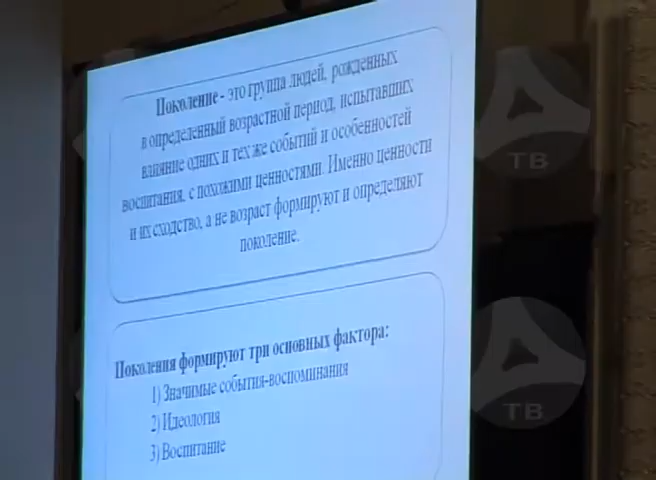 Поколение - это группа людей, рожденных
в определенный возрастной период, испытавших
влияние одних и тех же событий и особенностей
воспитания, с похожими ценностями. Именно ценности
и их сходство, а не возраст формируют и определяют
поколение.
Поколения формируют три основных фактора:
1) Значимые события-воспоминания
2) Идеология
3) Воспитание
ТВ
ТВ